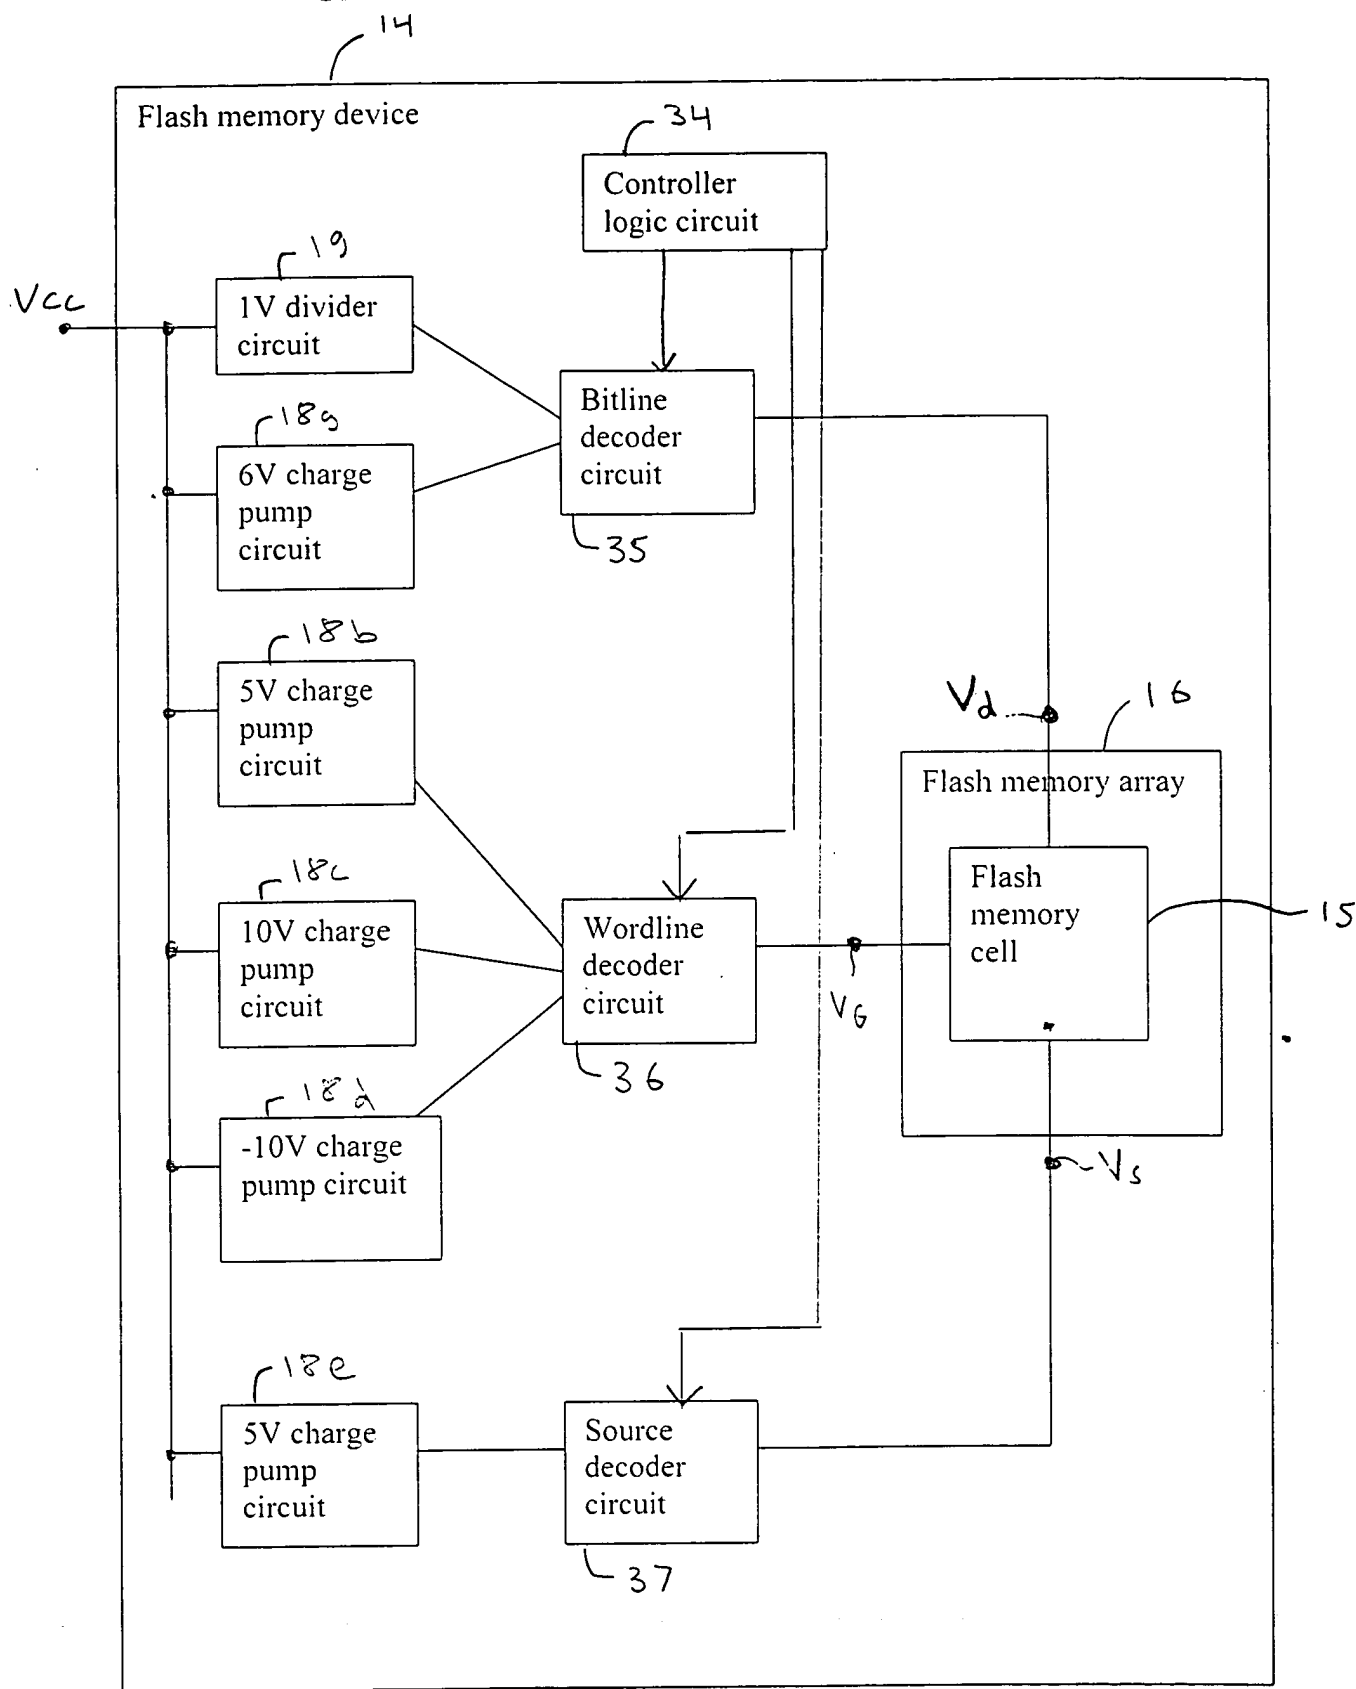 14
Flash memory device
34
Controller
logic circuit
19
Vcc
1V divider
circuit
18a
6V charge
pump
circuit
Bitline
decoder
circuit
35
18b
5V charge
pump
circuit
Vd
16
Flash memory array
18c
10V charge
pump
circuit
Wordline
decoder
circuit
36
VG
Flash
memory
cell
15
18d
-10V charge
pump circuit
Vs
18e
5V charge
pump
circuit
Source
decoder
circuit
37